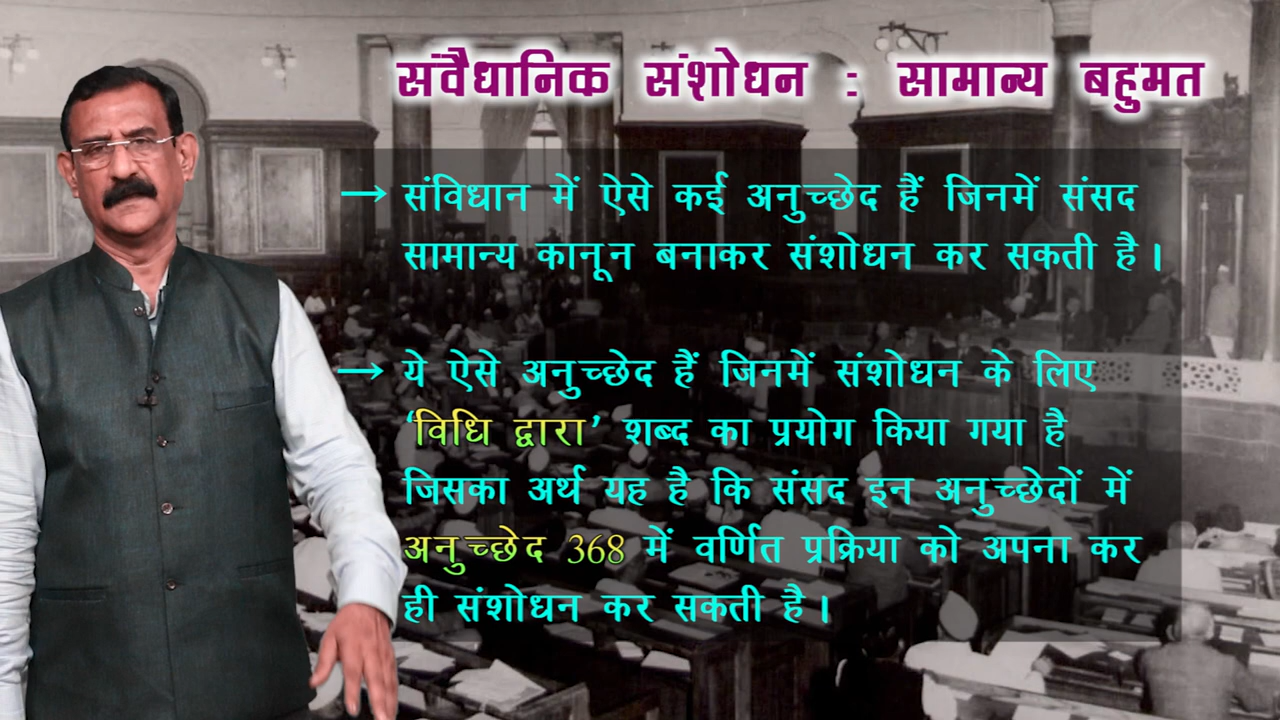 संवैधानिक संशोधन : सामान्य बहुमत
→ संविधान में ऐसे कई अनुच्छेद हैं जिनमें संसद
सामान्य कानून बनाकर संशोधन कर सकती है।
→ ये ऐसे अनुच्छेद हैं जिनमें संशोधन के लिए
‘विधि द्वारा’ शब्द का प्रयोग किया गया है
जिसका अर्थ यह है कि संसद इन अनुच्छेदों में
अनुच्छेद 368 में वर्णित प्रक्रिया को अपना कर
ही संशोधन कर सकती है।